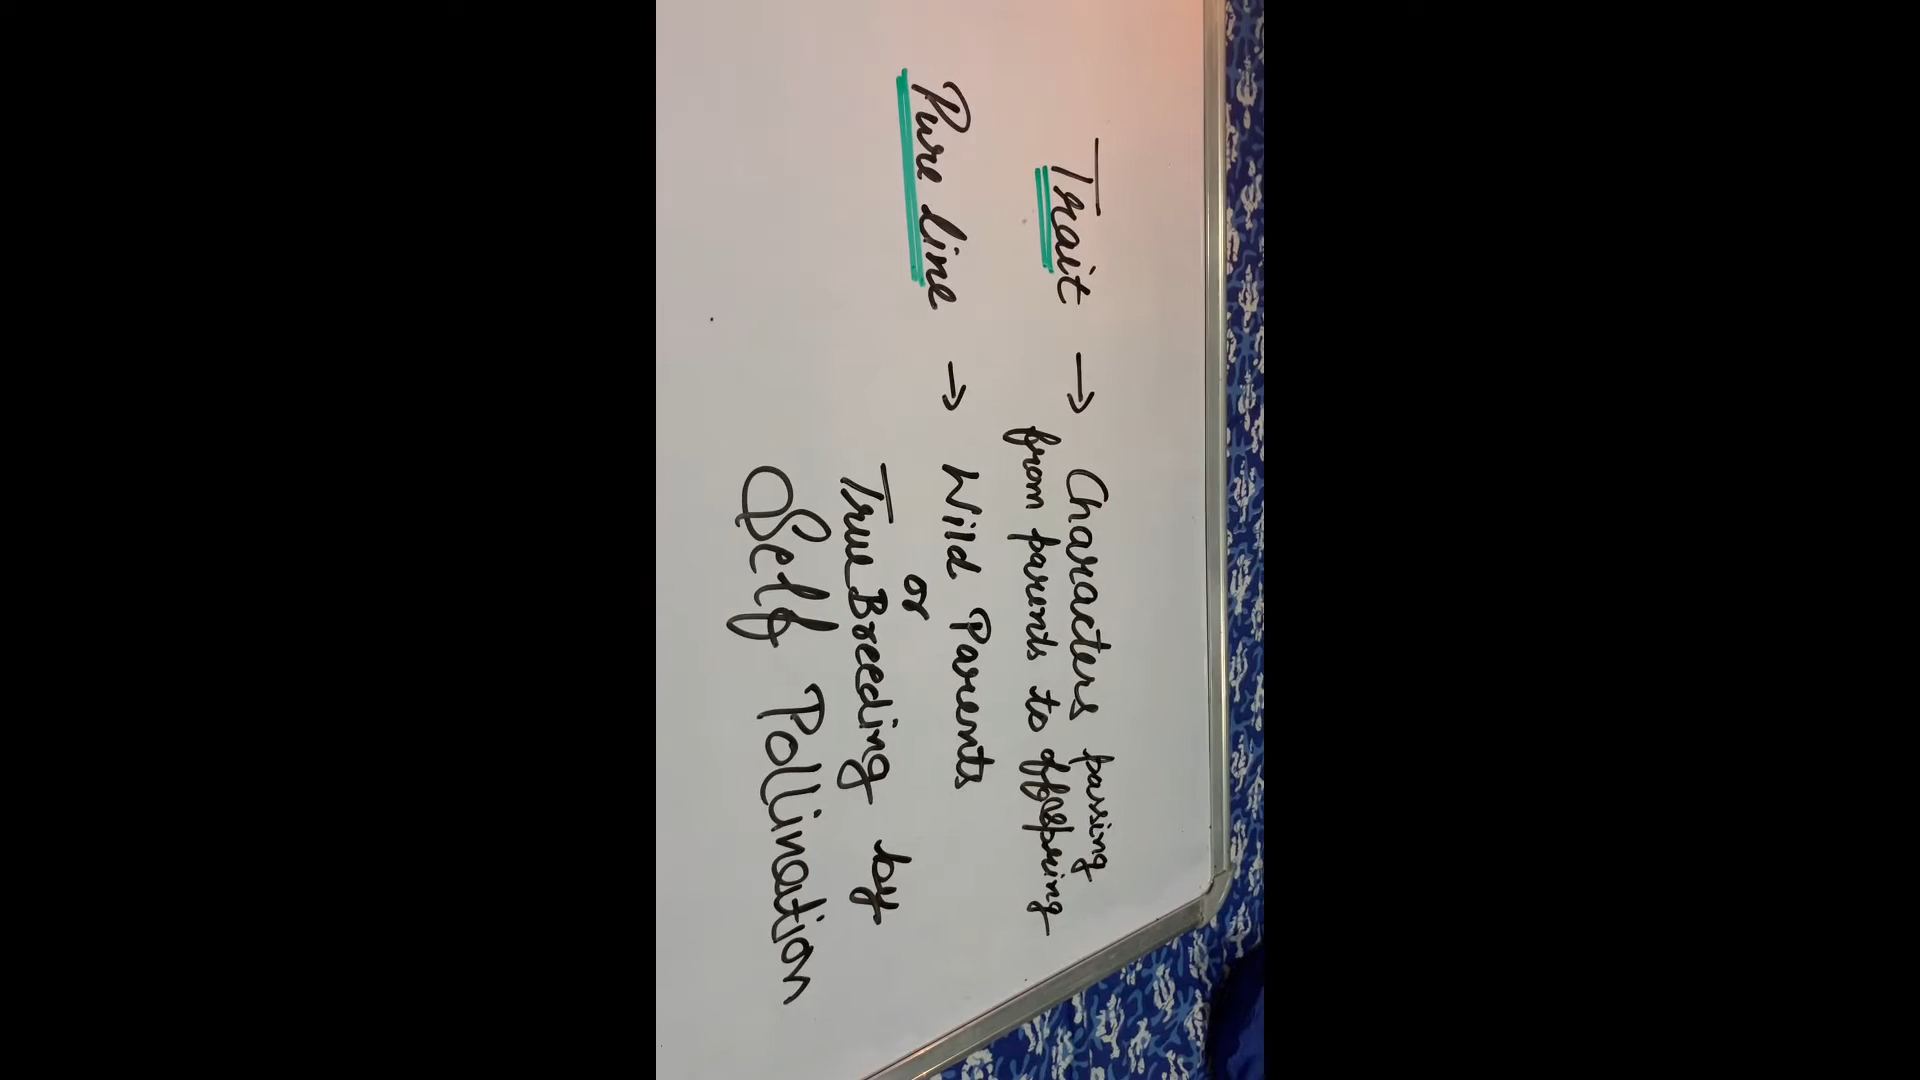 Trait → Characters passing
from parents to offspring
Pure line → Wild Parents
or
True Breeding by
Self Pollination